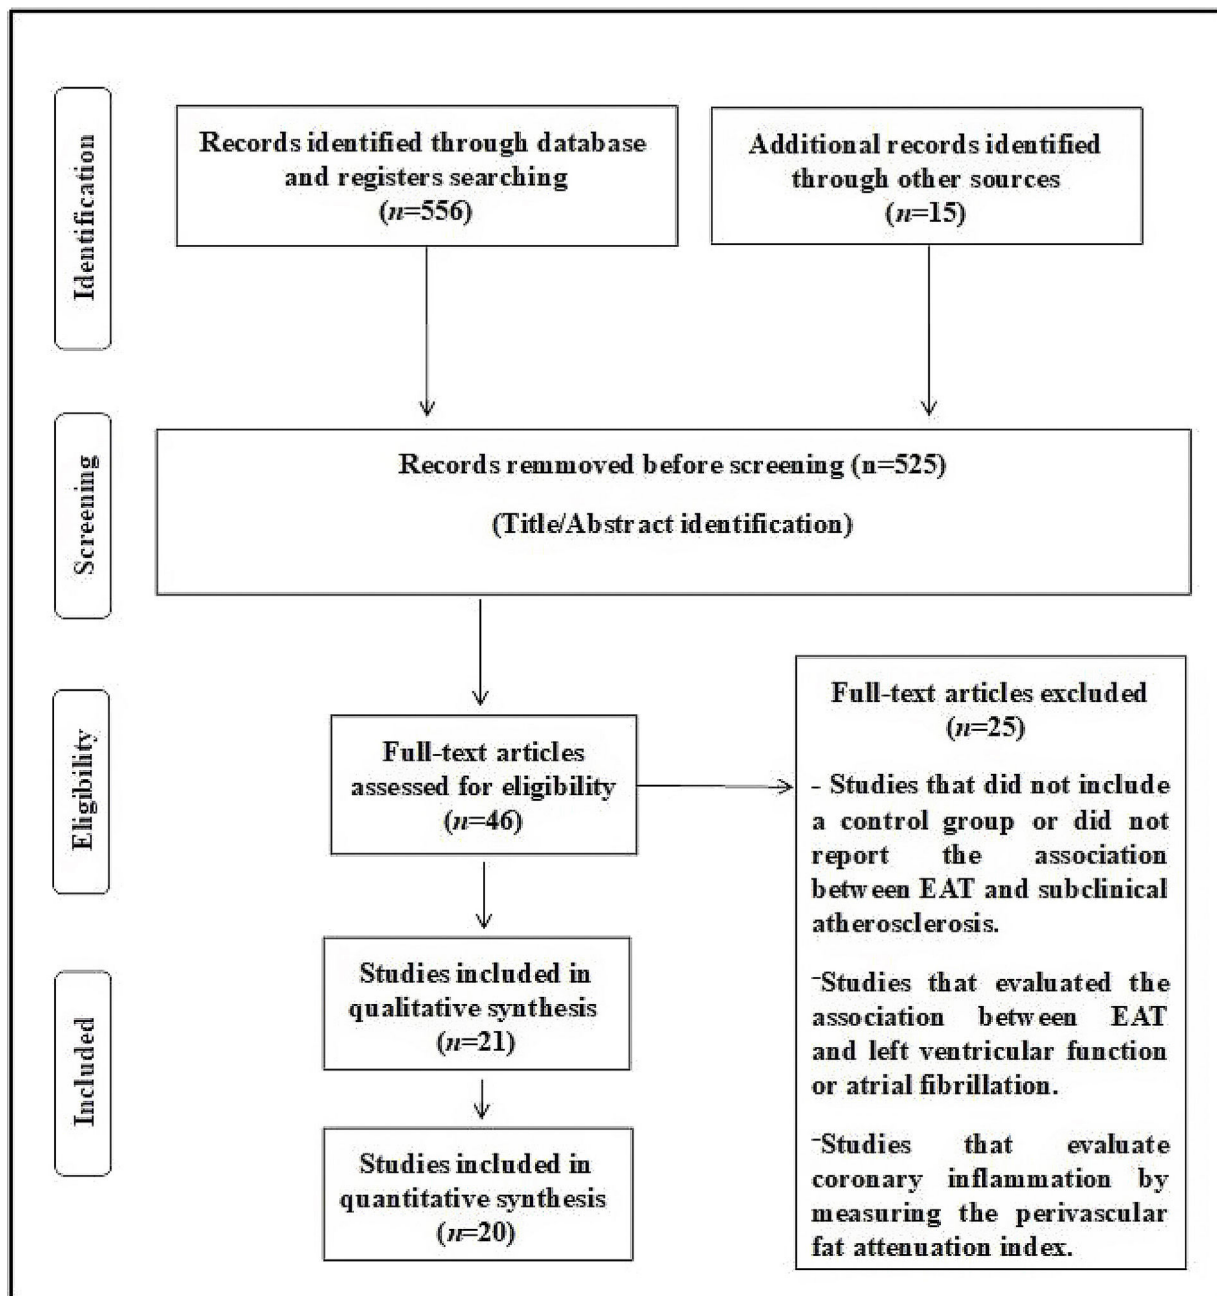 Identification
Records identified through database
and registers searching
(n=556)
Additional records identified
through other sources
(n=15)
Screening
Records remmoved before screening (n=525)
(Title/Abstract identification)
Eligibility
Full-text articles
assessed for eligibility
(n=46)
Full-text articles excluded
(n=25)
- Studies that did not include
a control group or did not
report the association
between EAT and subclinical
atherosclerosis.
-Studies that evaluated the
association between EAT
and left ventricular function
or atrial fibrillation.
-Studies that evaluate
coronary inflammation by
measuring the perivascular
fat attenuation index.
Included
Studies included in
qualitative synthesis
(n=21)
Studies included in
quantitative synthesis
(n=20)